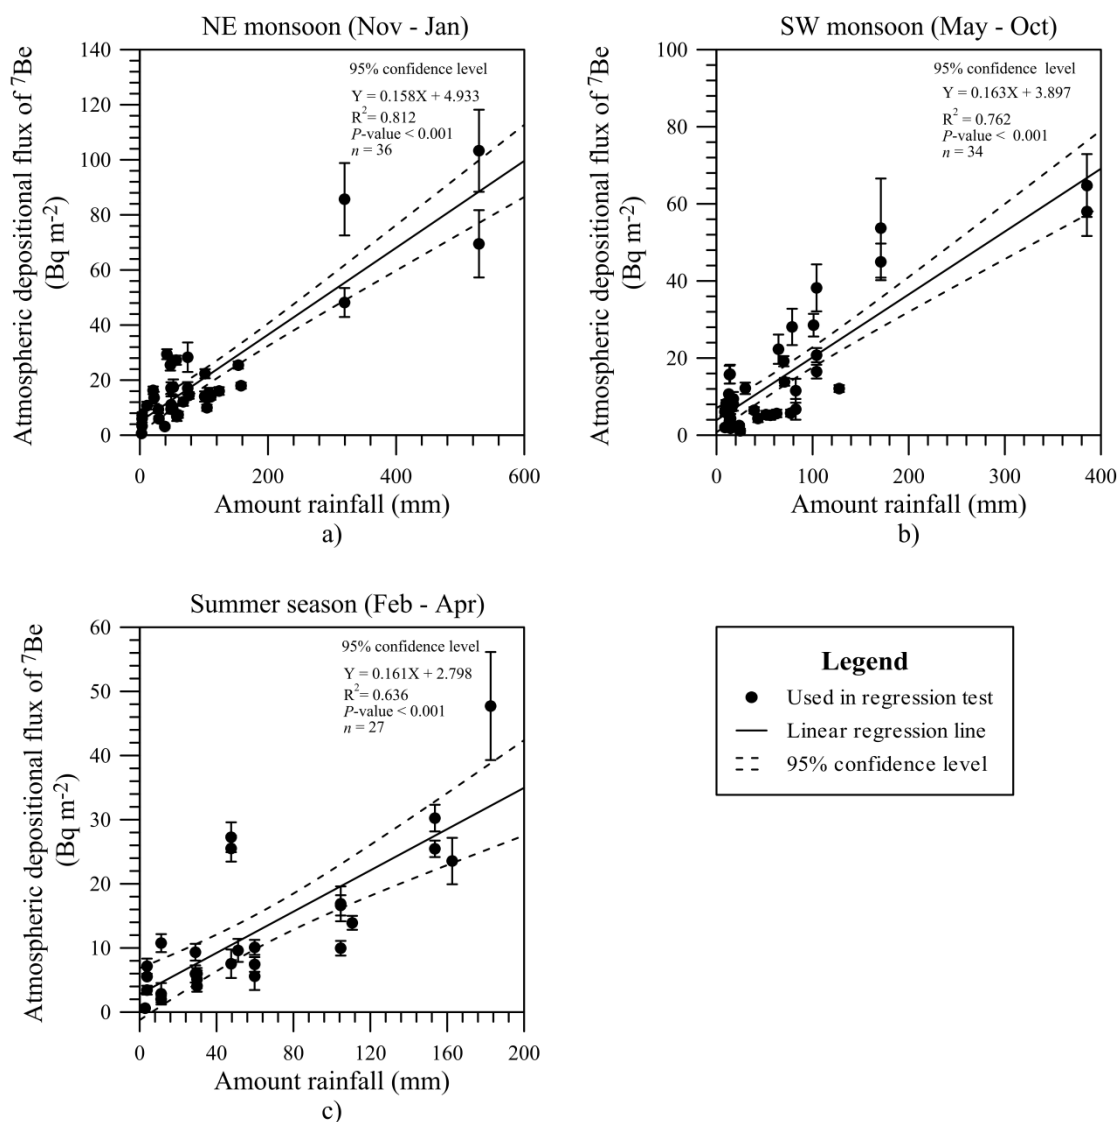 NE monsoon (Nov - Jan)
Atmospheric depositional flux of ⁷Be
(Bq m⁻²)
140
120
100
80
60
40
20
0
95% confidence level
Y = 0.158X + 4.933
R² = 0.812
P-value < 0.001
n = 36
0 200 400 600
Amount rainfall (mm)
a)
SW monsoon (May - Oct)
Atmospheric depositional flux of ⁷Be
(Bq m⁻²)
100
80
60
40
20
0
95% confidence level
Y = 0.163X + 3.897
R² = 0.762
P-value < 0.001
n = 34
0 100 200 300 400
Amount rainfall (mm)
b)
Summer season (Feb - Apr)
Atmospheric depositional flux of ⁷Be
(Bq m⁻²)
60
50
40
30
20
10
0
95% confidence level
Y = 0.161X + 2.798
R² = 0.636
P-value < 0.001
n = 27
0 40 80 120 160 200
Amount rainfall (mm)
c)
Legend
Used in regression test
Linear regression line
95% confidence level